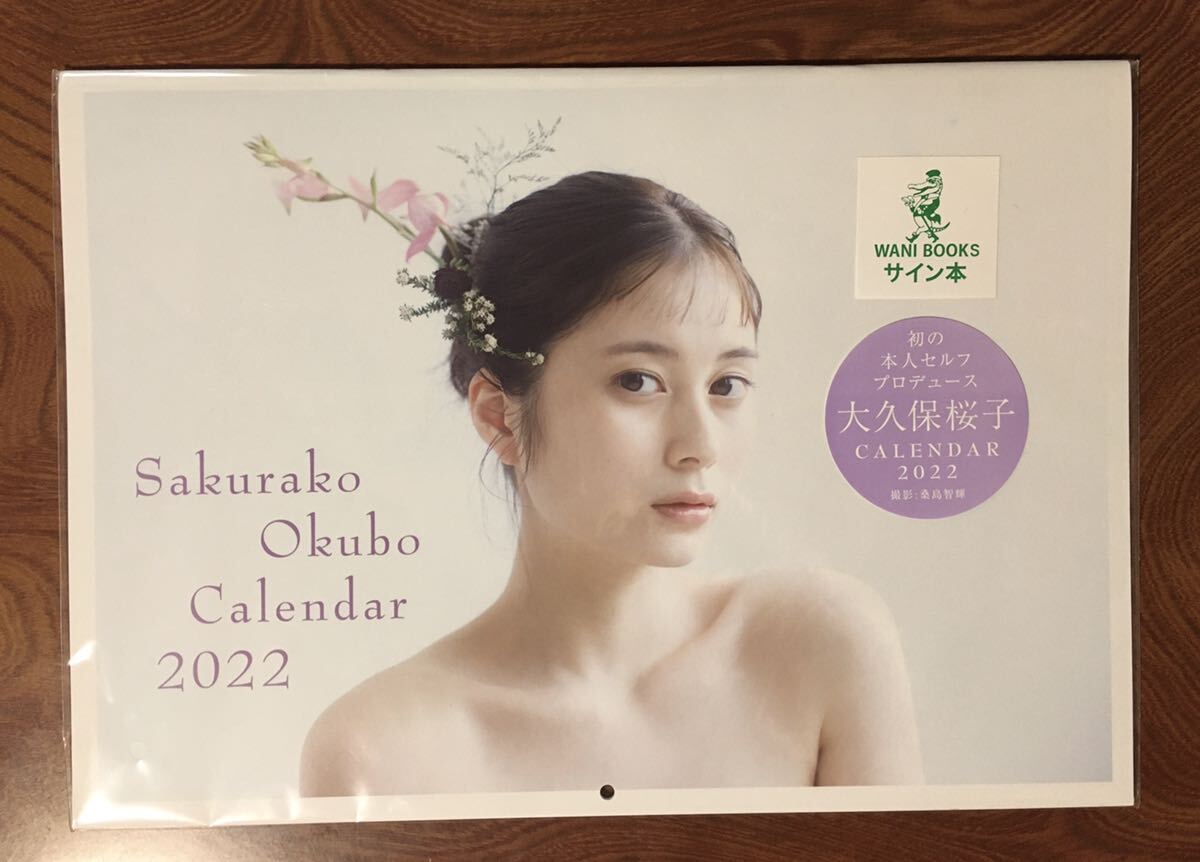 Sakurako
Okubo
Calendar
2022
WANI BOOKS
サイン本
初の
本人セルフ
プロデュース
大久保桜子
CALENDAR
2022
撮影:桑島智輝